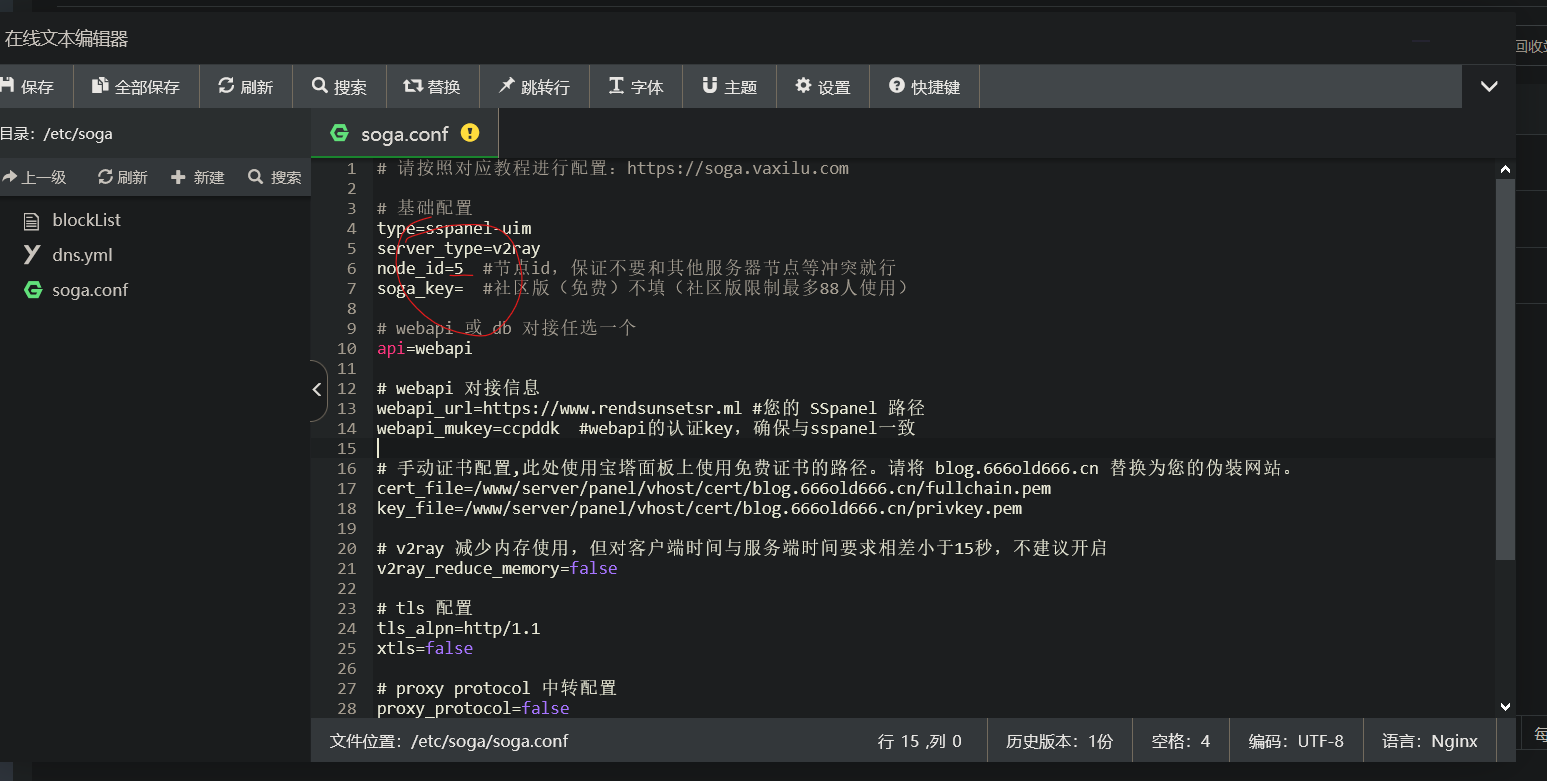 在线文本编辑器
回收
保存 全部保存 刷新 搜索 替换 跳转行 字体 主题 设置 快捷键
目录：/etc/soga
soga.conf
上一级 刷新 新建 搜索
blockList
dns.yml
soga.conf
1 # 请按照对应教程进行配置：https://soga.vaxilu.com
2
3 # 基础配置
4 type=sspanel-uim
5 server_type=v2ray
6 node_id=5 #节点id，保证不要和其他服务器节点等冲突就行
7 soga_key= #社区版（免费）不填（社区版限制最多88人使用）
8
9 # webapi 或 db 对接任选一个
10 api=webapi
11
12 # webapi 对接信息
13 webapi_url=https://www.rendsunsetsr.ml #您的 SSpanel 路径
14 webapi_mukey=ccpddk #webapi的认证key，确保与sspanel一致
15
16 # 手动证书配置,此处使用宝塔面板上使用免费证书的路径。请将 blog.666old666.cn 替换为您的伪装网站。
17 cert_file=/www/server/panel/vhost/cert/blog.666old666.cn/fullchain.pem
18 key_file=/www/server/panel/vhost/cert/blog.666old666.cn/privkey.pem
19
20 # v2ray 减少内存使用，但对客户端时间与服务端时间要求相差小于15秒，不建议开启
21 v2ray_reduce_memory=false
22
23 # tls 配置
24 tls_alpn=http/1.1
25 xtls=false
26
27 # proxy protocol 中转配置
28 proxy_protocol=false
文件位置：/etc/soga/soga.conf 行 15 ,列 0 历史版本：1份 空格：4 编码：UTF-8 语言：Nginx
每